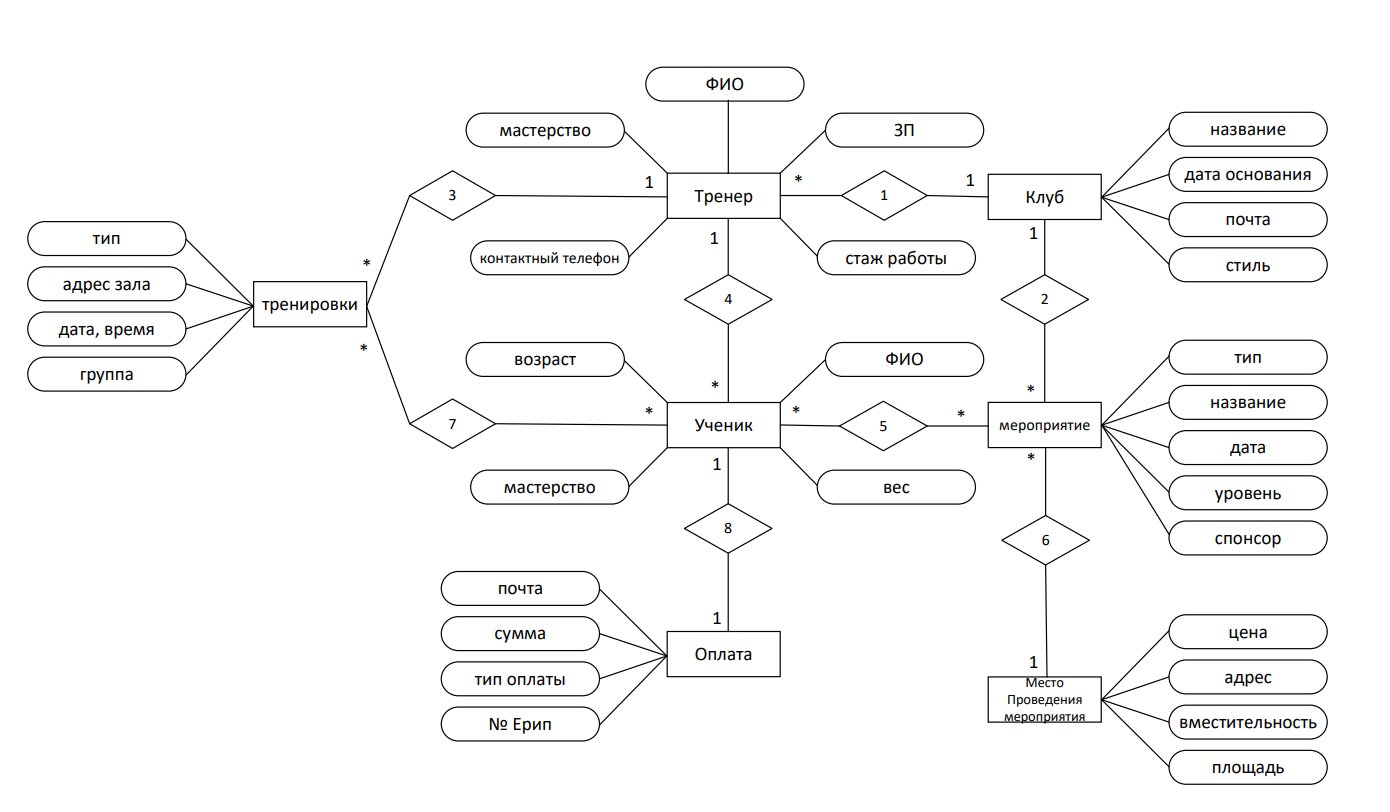 ФИО
мастерство
ЗП
название
3
1
Тренер
*
1
1
Клуб
дата основания
почта
стиль
контактный телефон
1
стаж работы
1
тип
адрес зала
дата, время
группа
тренировки
*
*
4
2
возраст
*
ФИО
*
тип
название
дата
уровень
спонсор
7
*
Ученик
*
5
*
мероприятие
мастерство
1
вес
*
8
6
почта
сумма
тип оплаты
№ Ерип
1
Оплата
1
Место
Проведения
мероприятия
цена
адрес
вместительность
площадь